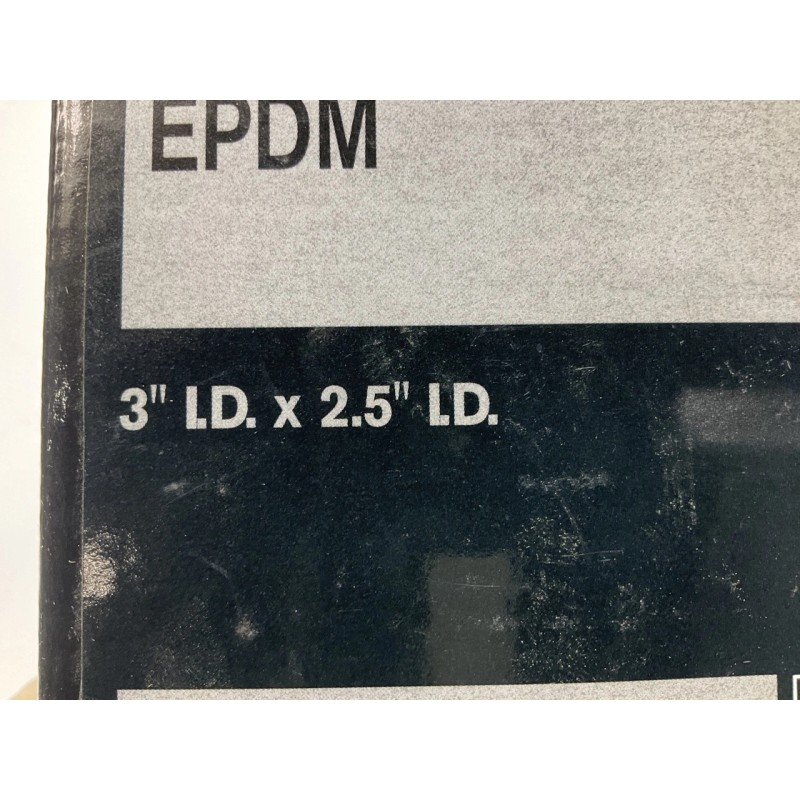 EPDM
3" I.D. x 2.5" I.D.